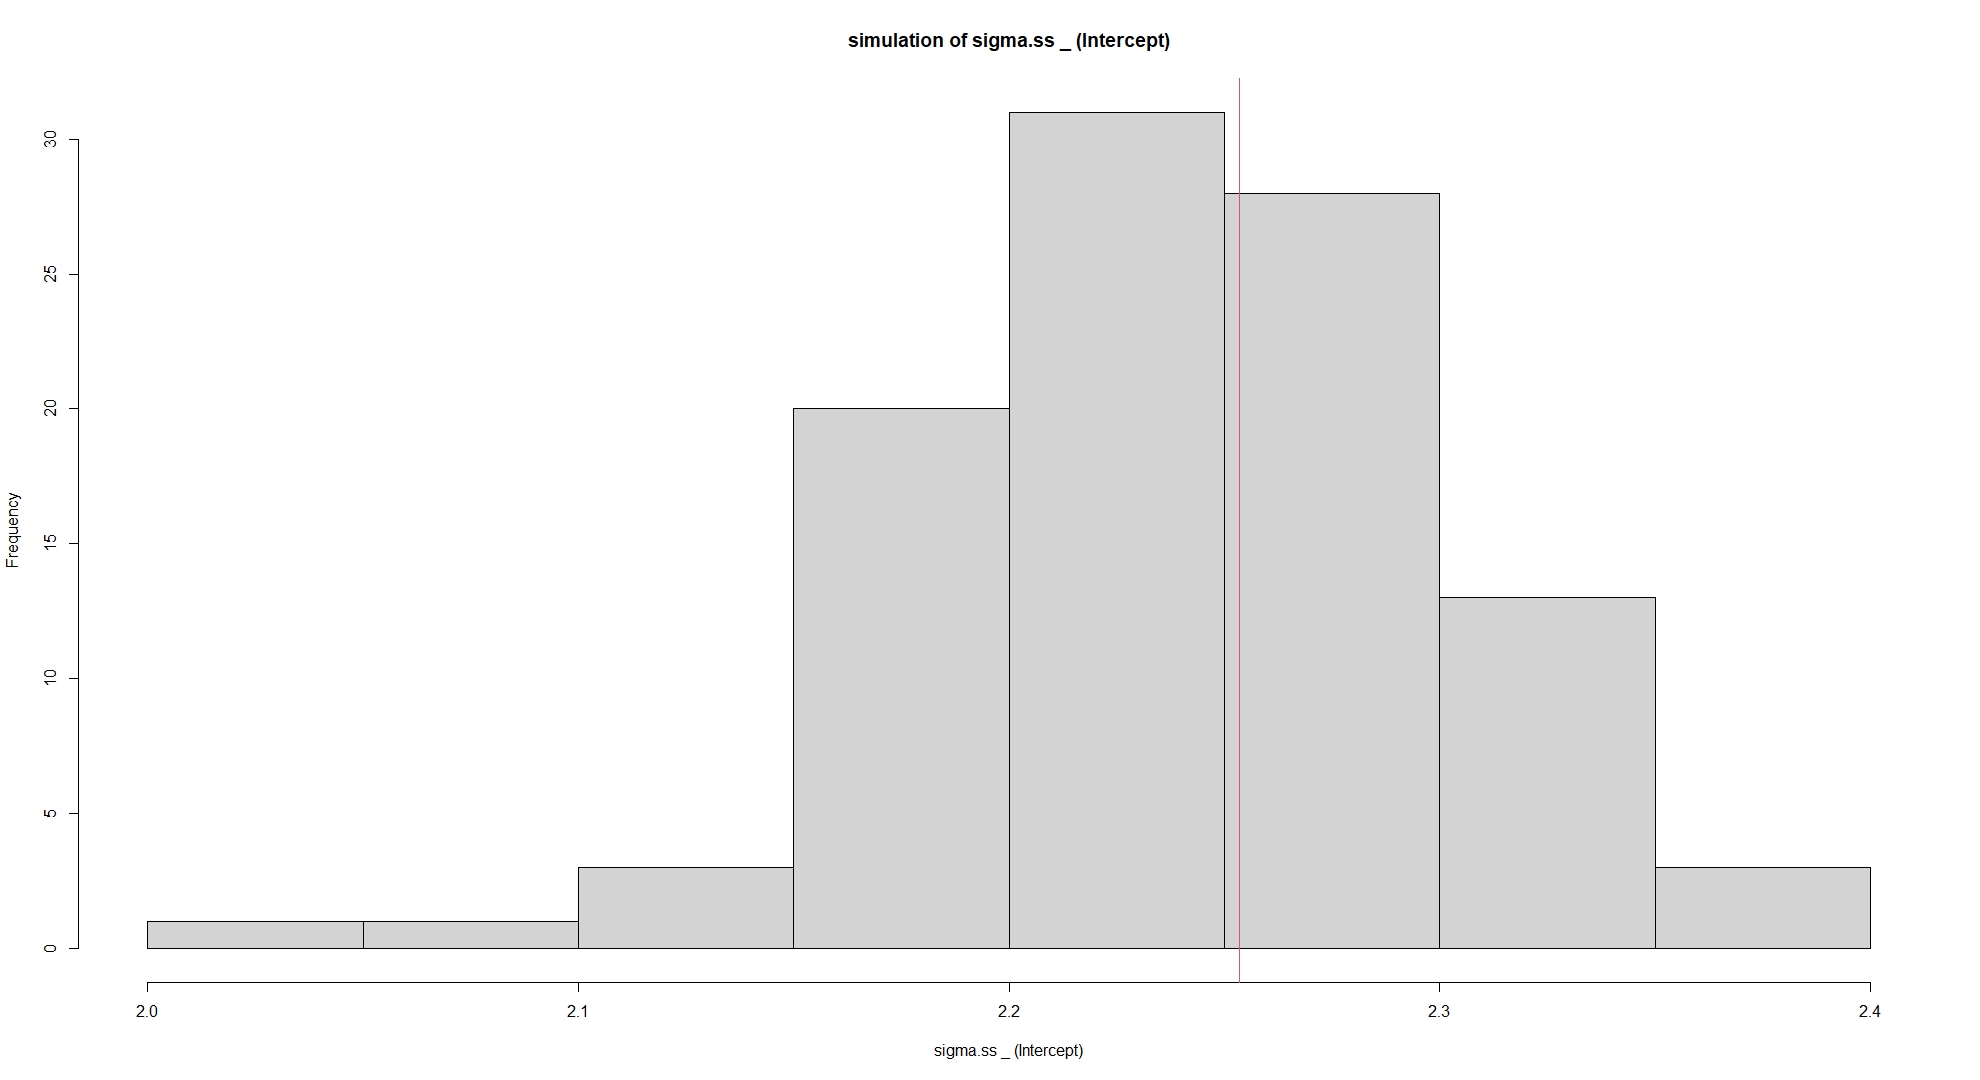 simulation of sigma.ss _ (Intercept)
Frequency
30
25
20
15
10
5
0
2.0 2.1 2.2 2.3 2.4
sigma.ss _ (Intercept)